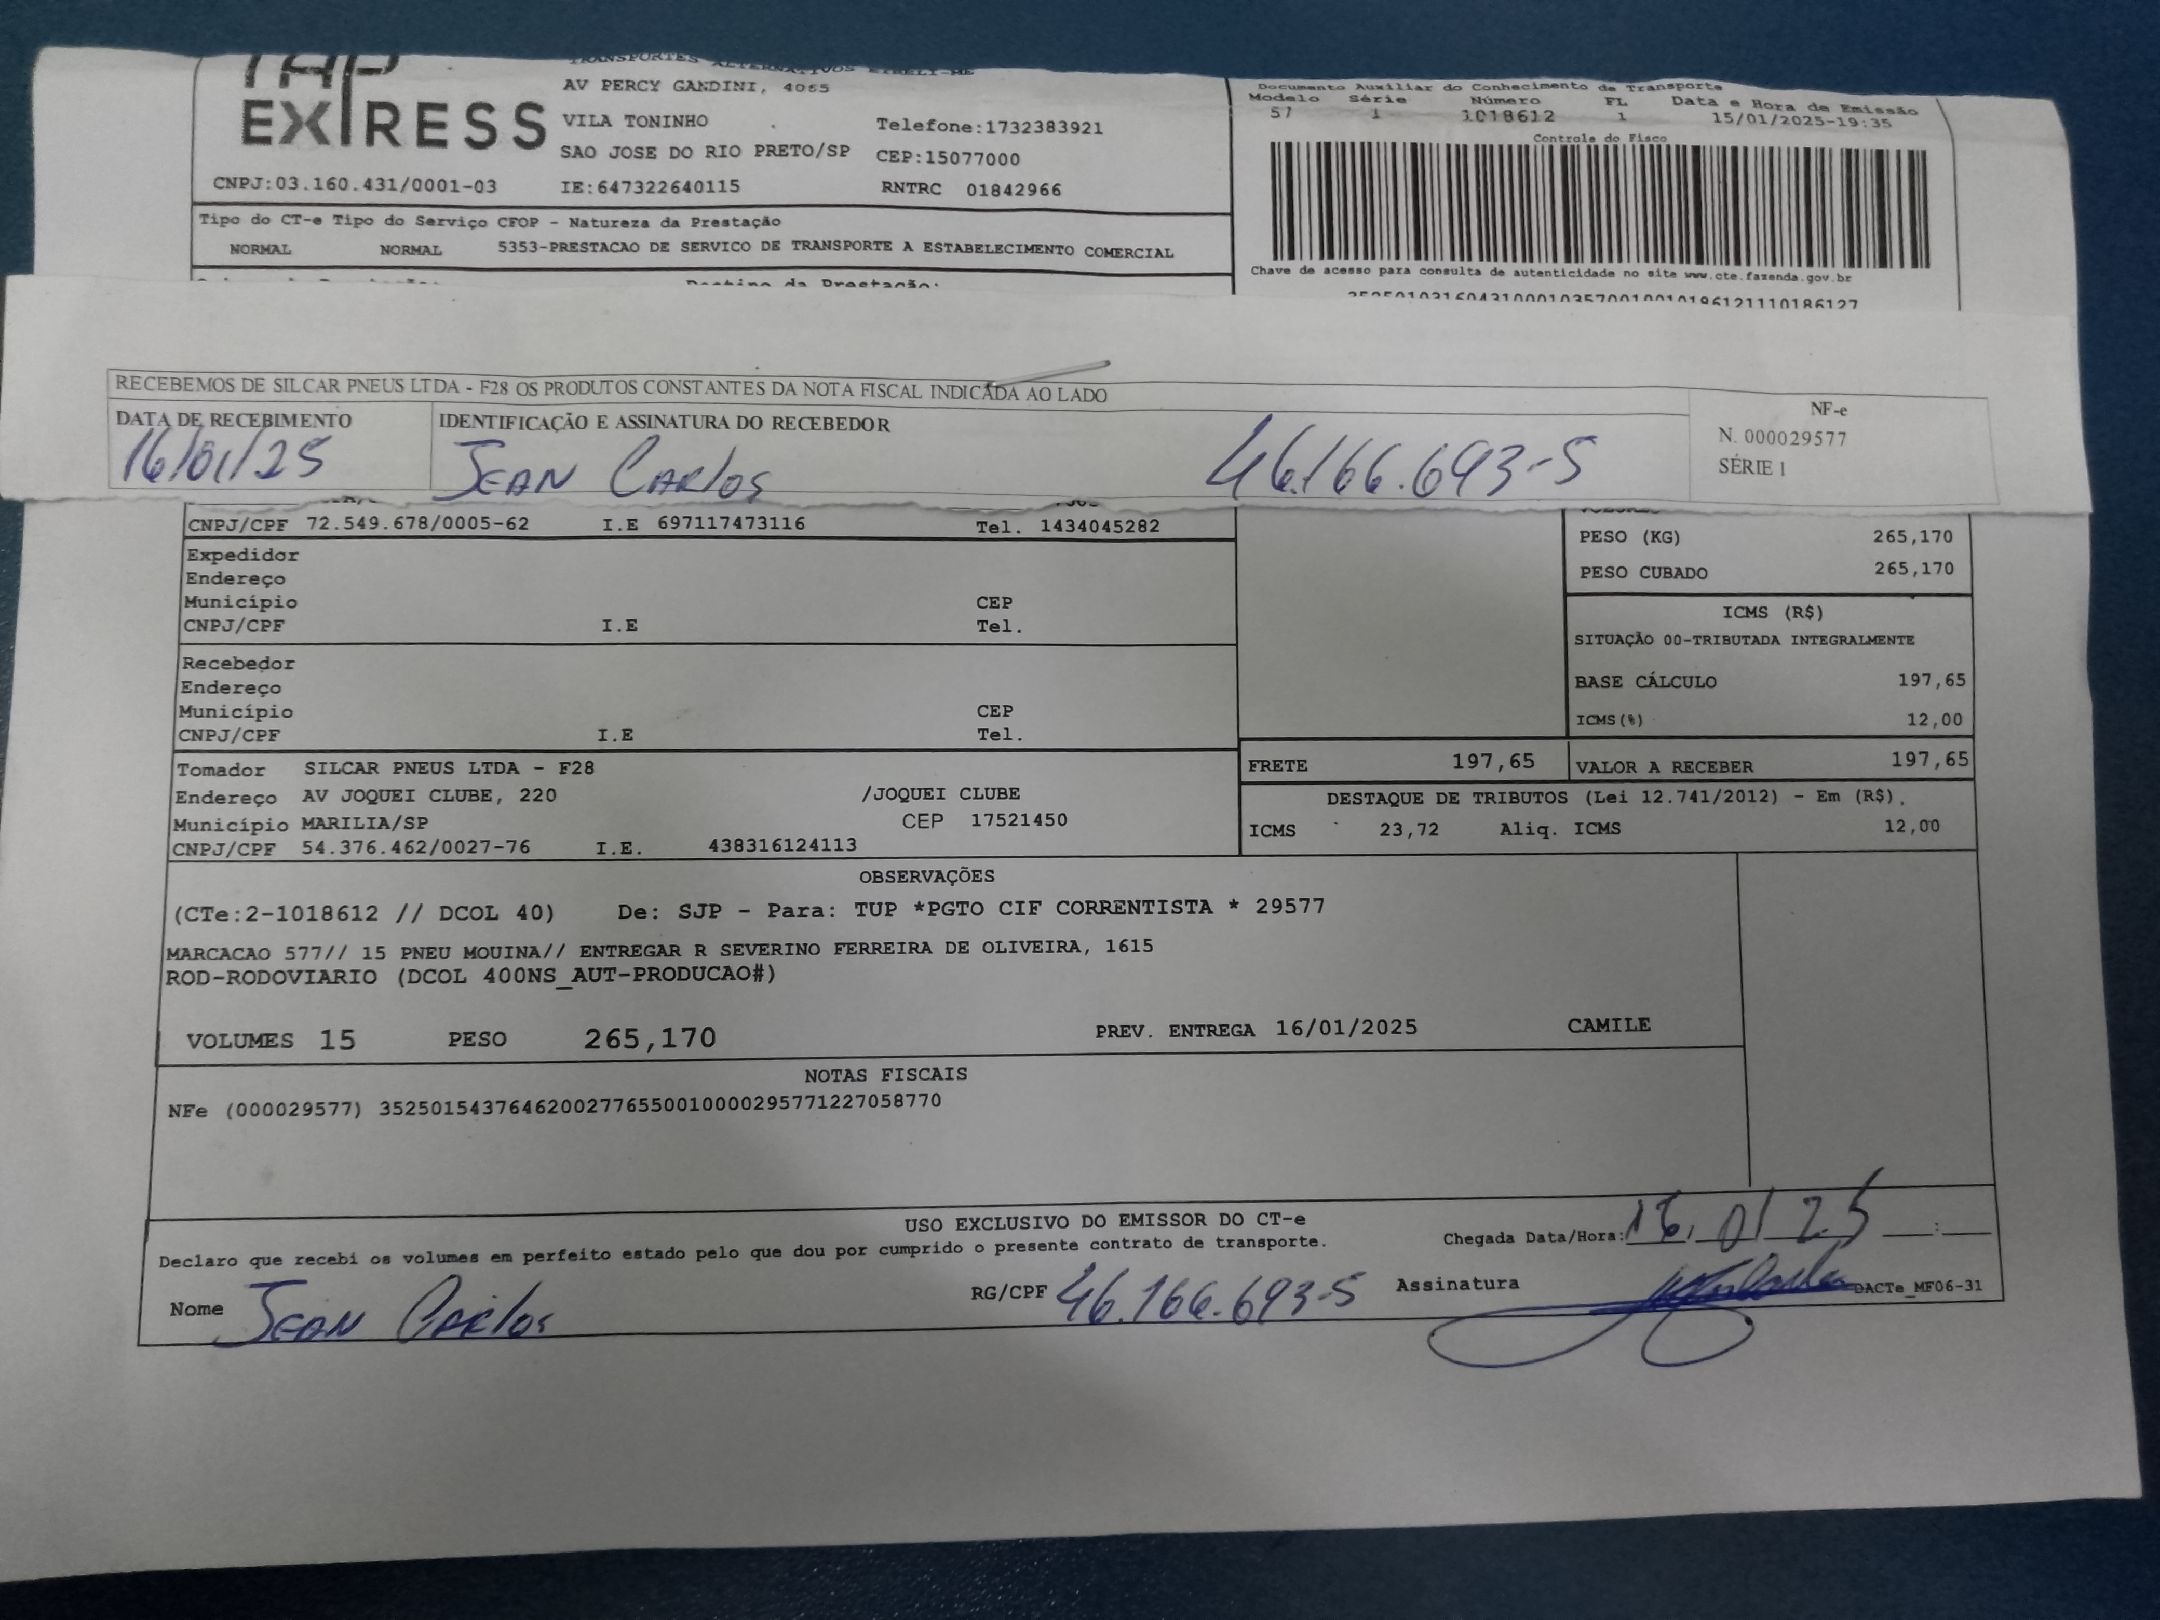 TAP
EXPRESS
TRANSPORTES ALTERNATIVOS EIRELI-ME
AV PERCY GANDINI, 4065
VILA TONINHO
Telefone:1732383921
SAO JOSE DO RIO PRETO/SP CEP:15077000
CNPJ:03.160.431/0001-03 IE:647322640115 RNTRC 01842966
Documento Auxiliar do Conhecimento de Transporte
Modelo Série Número FL Data e Hora de Emissão
57 1 1018612 1 15/01/2025-19:35
Controle do Fisco
Tipo do CT-e Tipo do Serviço CFOP - Natureza da Prestação
NORMAL NORMAL 5353-PRESTACAO DE SERVICO DE TRANSPORTE A ESTABELECIMENTO COMERCIAL
Chave de acesso para consulta de autenticidade no site www.cte.fazenda.gov.br
Destino da Prestação:
RECEBEMOS DE SILCAR PNEUS LTDA - F28 OS PRODUTOS CONSTANTES DA NOTA FISCAL INDICADA AO LADO
DATA DE RECEBIMENTO IDENTIFICAÇÃO E ASSINATURA DO RECEBEDOR
16/01/25 JEAN CARLOS 46.166.693-5
NF-e
N. 000029577
SÉRIE 1
CNPJ/CPF 72.549.678/0005-62 I.E 697117473116 Tel. 1434045282
Expedidor
Endereço
Município CEP
CNPJ/CPF I.E Tel.
Recebedor
Endereço
Município CEP
CNPJ/CPF I.E Tel.
PESO (KG) 265,170
PESO CUBADO 265,170
ICMS (R$)
SITUAÇÃO 00-TRIBUTADA INTEGRALMENTE
BASE CÁLCULO 197,65
ICMS(%) 12,00
FRETE 197,65 VALOR A RECEBER 197,65
Tomador SILCAR PNEUS LTDA - F28
Endereço AV JOQUEI CLUBE, 220 /JOQUEI CLUBE
Município MARILIA/SP CEP 17521450
CNPJ/CPF 54.376.462/0027-76 I.E. 438316124113
DESTAQUE DE TRIBUTOS (Lei 12.741/2012) - Em (R$).
ICMS 23,72 Aliq. ICMS 12,00
OBSERVAÇÕES
(CTe:2-1018612 // DCOL 40) De: SJP - Para: TUP *PGTO CIF CORRENTISTA * 29577
MARCACAO 577// 15 PNEU MOUINA// ENTREGAR R SEVERINO FERREIRA DE OLIVEIRA, 1615
ROD-RODOVIARIO (DCOL 400NS_AUT-PRODUCAO#)
VOLUMES 15 PESO 265,170 PREV. ENTREGA 16/01/2025 CAMILE
NOTAS FISCAIS
NFe (000029577) 35250154376462002776550010000295771227058770
USO EXCLUSIVO DO EMISSOR DO CT-e
Declaro que recebi os volumes em perfeito estado pelo que dou por cumprido o presente contrato de transporte.
Chegada Data/Hora: 16/01/25 :
Nome JEAN CARLOS RG/CPF 46.166.693-5 Assinatura
DACTe_MF06-31